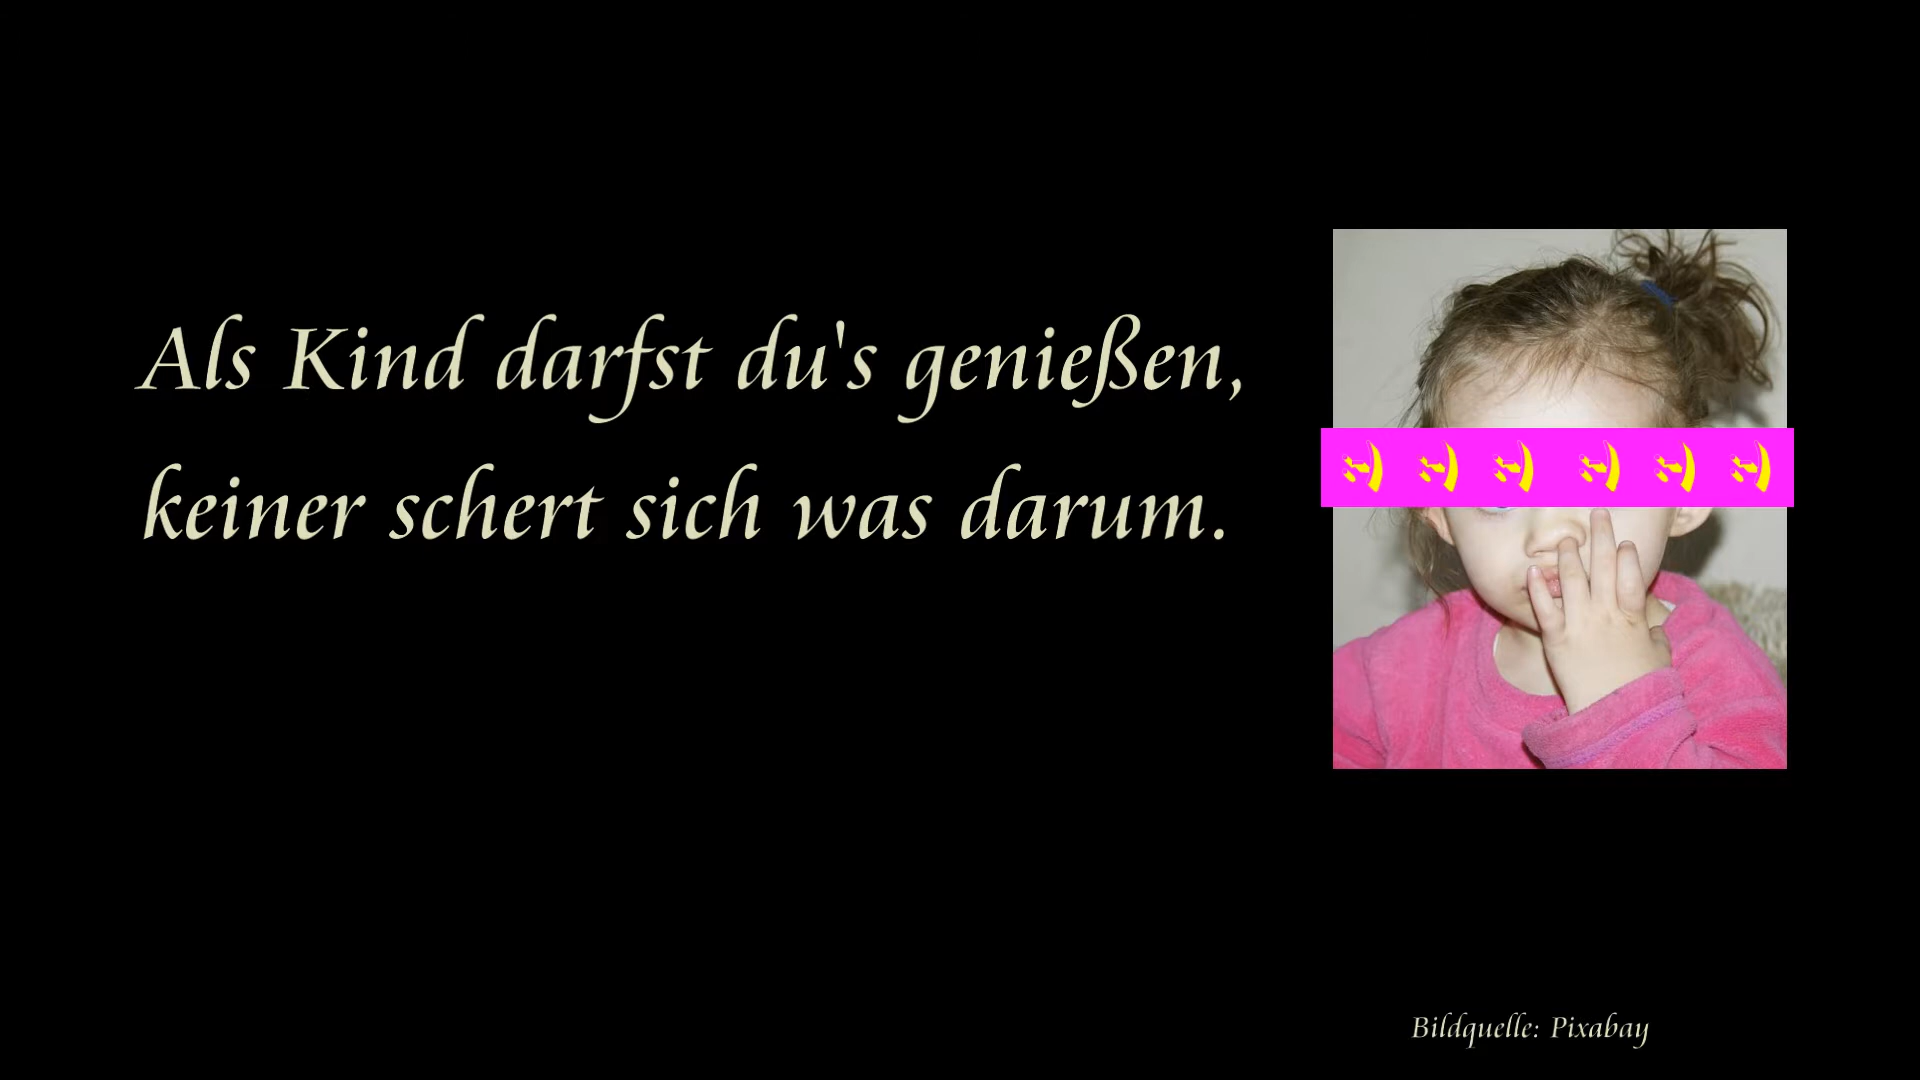 Als Kind darfst du's genießen,
keiner schert sich was darum.
Bildquelle: Pixabay